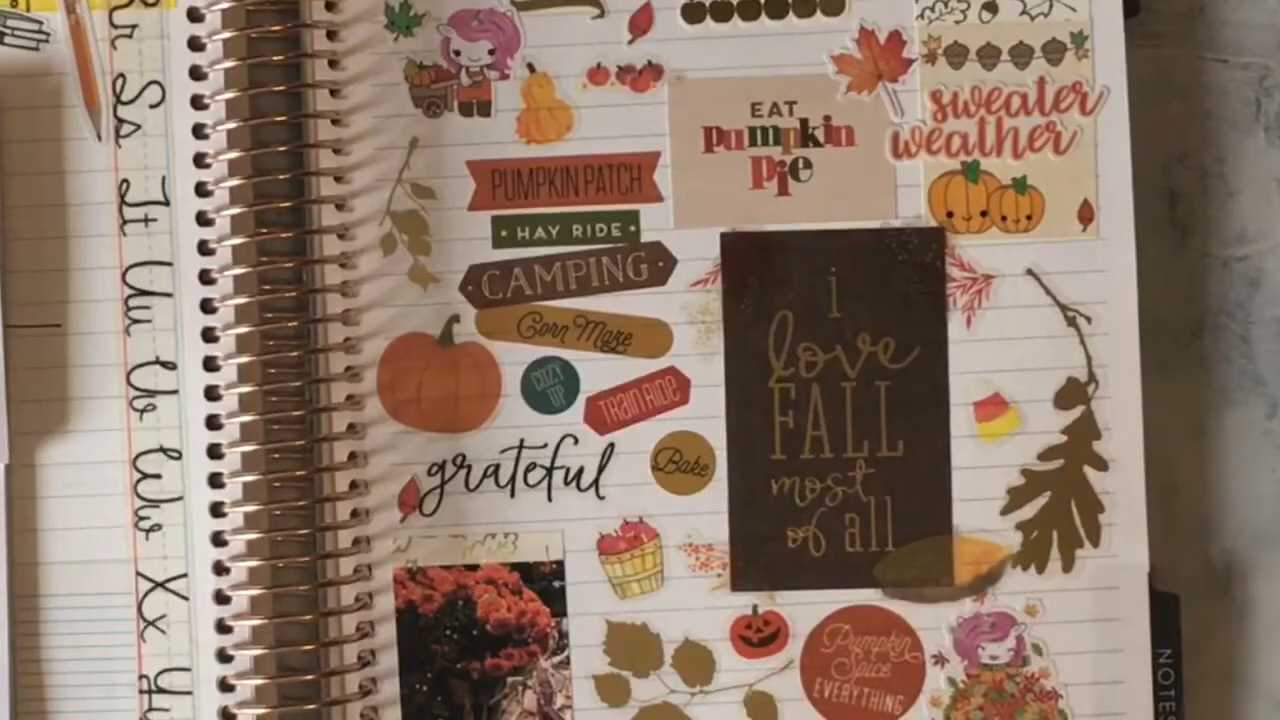 Rr
Ss
Tt
Uu
Vv
Ww
Xx
Yy
EAT
pumpkin
pie
sweater
weather
PUMPKIN PATCH
HAY RIDE
CAMPING
Corn Maze
COZY
UP
TRAIN RIDE
grateful
Bake
i
love
FALL
most
of all
Pumpkin
Spice
EVERYTHING
NOTES